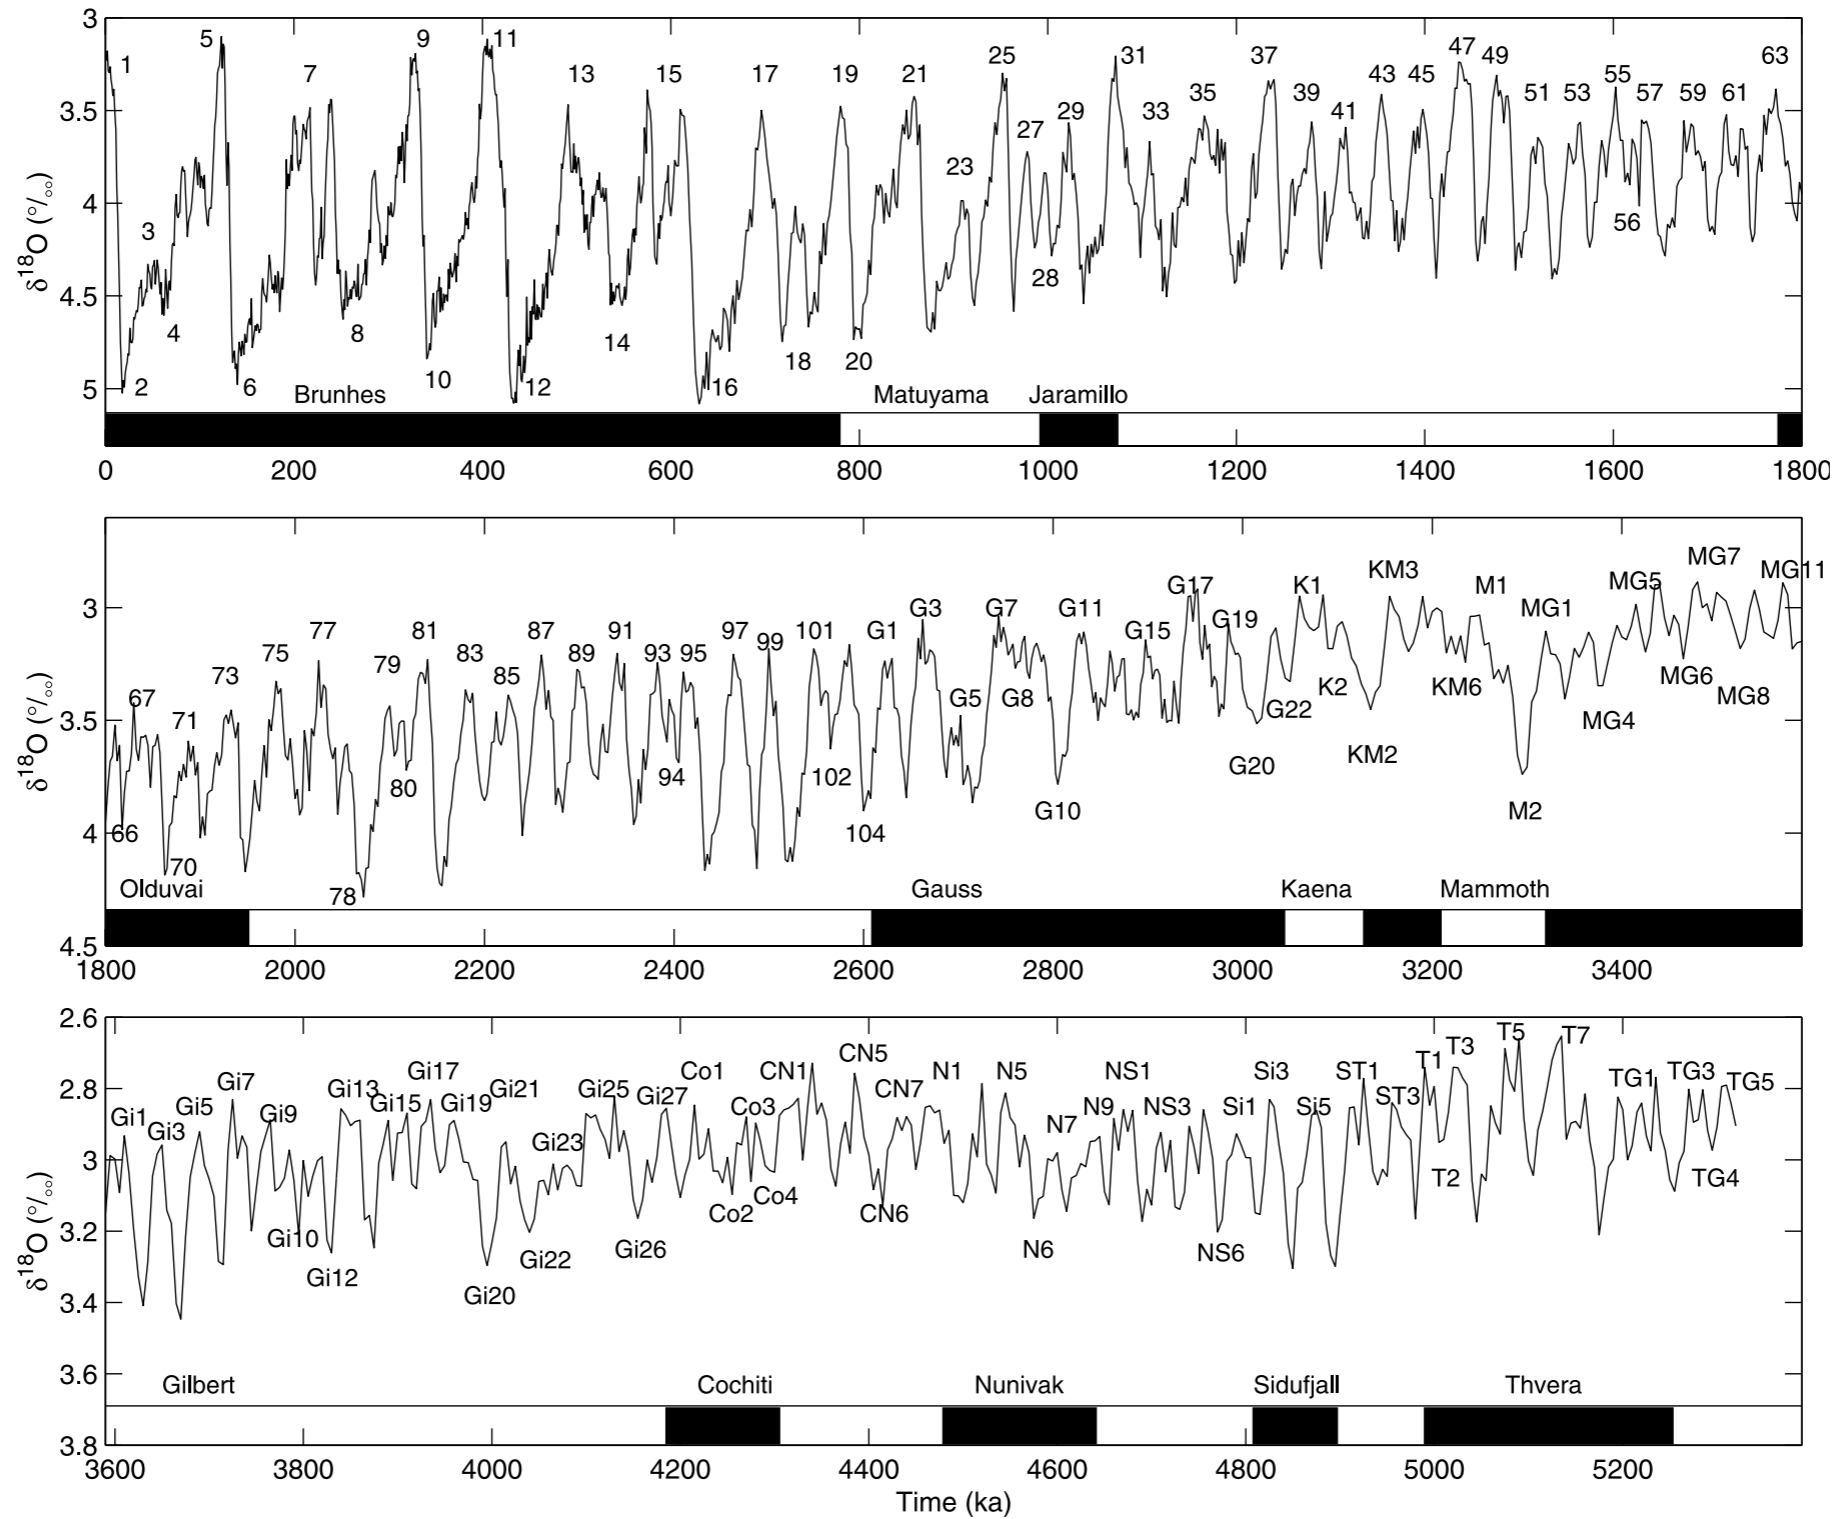 3
3.5
4
4.5
5
δ18O (°/₀₀)
1 2 3 4 5 6 7 8 9 10 11 12 13 14 15 16 17 18 19 20 21 23 25 27 28 29 31 33 35 37 39 41 43 45 47 49 51 53 55 56 57 59 61 63
Brunhes Matuyama Jaramillo
0 200 400 600 800 1000 1200 1400 1600 1800
3
3.5
4
4.5
δ18O (°/₀₀)
66 67 70 71 73 75 77 78 79 80 81 83 85 87 89 91 93 94 95 97 99 101 102 104 G1 G3 G5 G7 G8 G10 G11 G15 G17 G19 G20 G22 K1 K2 KM2 KM3 KM6 M1 M2 MG1 MG4 MG5 MG6 MG7 MG8 MG11
Olduvai Gauss Kaena Mammoth
1800 2000 2200 2400 2600 2800 3000 3200 3400
2.6
2.8
3
3.2
3.4
3.6
3.8
δ18O (°/₀₀)
Gi1 Gi3 Gi5 Gi7 Gi9 Gi10 Gi12 Gi13 Gi15 Gi17 Gi19 Gi20 Gi21 Gi22 Gi23 Gi25 Gi26 Gi27 Co1 Co2 Co3 Co4 CN1 CN5 CN6 CN7 N1 N5 N6 N7 N9 NS1 NS3 NS6 Si1 Si3 Si5 ST1 ST3 T1 T2 T3 T5 T7 TG1 TG3 TG4 TG5
Gilbert Cochiti Nunivak Sidufjall Thvera
3600 3800 4000 4200 4400 4600 4800 5000 5200
Time (ka)